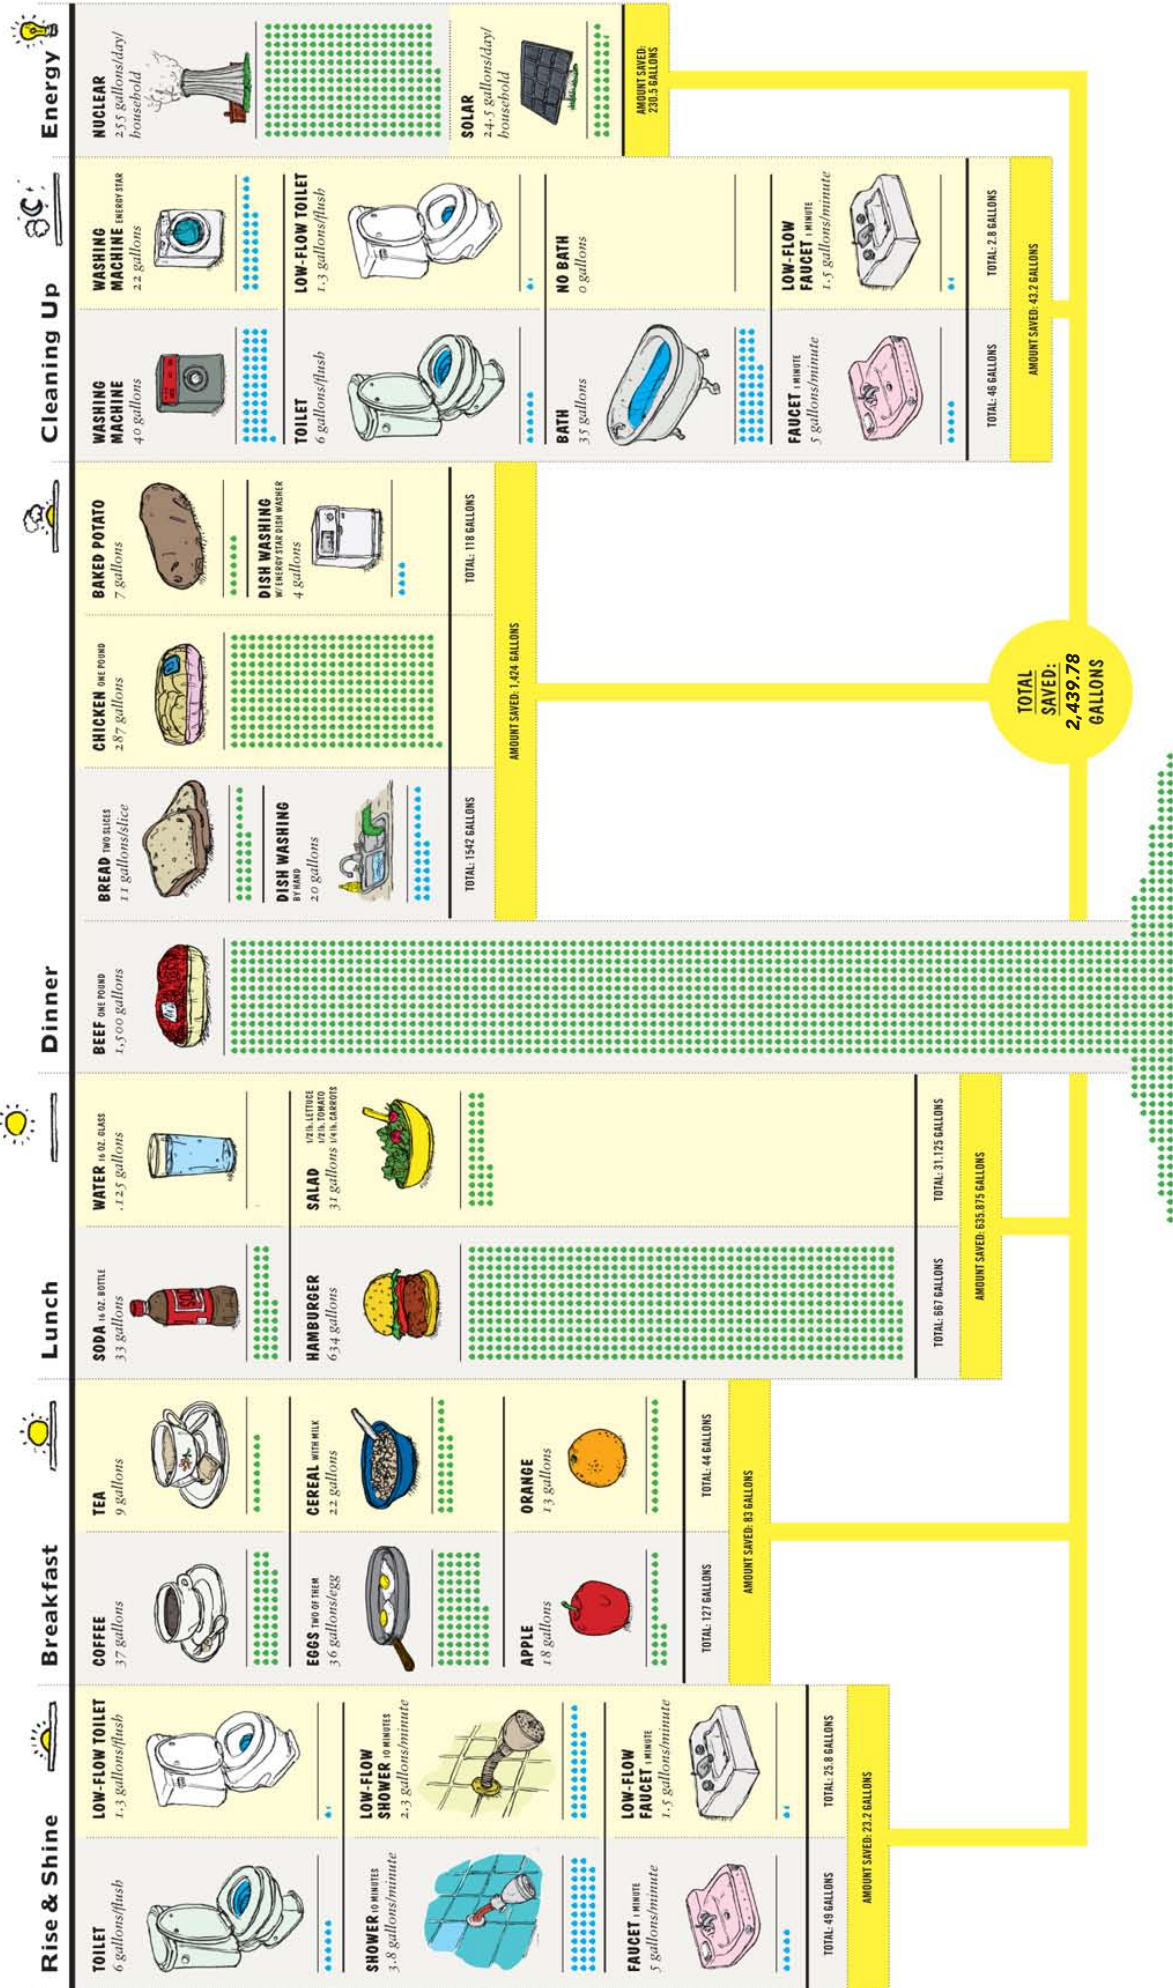 Rise & Shine
TOILET
6 gallons/flush
LOW-FLOW TOILET
1.3 gallons/flush
SHOWER 10 MINUTES
3.8 gallons/minute
LOW-FLOW
SHOWER 10 MINUTES
2.3 gallons/minute
FAUCET 1 MINUTE
5 gallons/minute
LOW-FLOW
FAUCET 1 MINUTE
1.5 gallons/minute
TOTAL: 49 GALLONS
TOTAL: 25.8 GALLONS
AMOUNT SAVED: 23.2 GALLONS
Breakfast
COFFEE
37 gallons
TEA
9 gallons
EGGS TWO OF THEM
36 gallons/egg
CEREAL WITH MILK
22 gallons
APPLE
18 gallons
ORANGE
13 gallons
TOTAL: 127 GALLONS
TOTAL: 44 GALLONS
AMOUNT SAVED: 83 GALLONS
Lunch
SODA 16 OZ. BOTTLE
33 gallons
SODA
WATER 16 OZ. GLASS
.125 gallons
HAMBURGER
634 gallons
SALAD
1/2 lb. LETTUCE
1/2 lb. TOMATO
1/4 lb. CARROTS
31 gallons
TOTAL: 667 GALLONS
TOTAL: 31.125 GALLONS
AMOUNT SAVED: 635.875 GALLONS
Dinner
BEEF ONE POUND
1,500 gallons
BREAD TWO SLICES
11 gallons/slice
DISH WASHING
BY HAND
20 gallons
CHICKEN ONE POUND
287 gallons
BAKED POTATO
7 gallons
DISH WASHING
W/ ENERGY STAR DISH WASHER
4 gallons
TOTAL: 1542 GALLONS
TOTAL: 118 GALLONS
AMOUNT SAVED: 1,424 GALLONS
Cleaning Up
WASHING
MACHINE
40 gallons
WASHING
MACHINE ENERGY STAR
22 gallons
TOILET
6 gallons/flush
LOW-FLOW TOILET
1.3 gallons/flush
BATH
35 gallons
NO BATH
0 gallons
FAUCET 1 MINUTE
5 gallons/minute
LOW-FLOW
FAUCET 1 MINUTE
1.5 gallons/minute
TOTAL: 46 GALLONS
TOTAL: 2.8 GALLONS
AMOUNT SAVED: 43.2 GALLONS
Energy
NUCLEAR
255 gallons/day/
household
SOLAR
24.5 gallons/day/
household
AMOUNT SAVED:
230.5 GALLONS
TOTAL
SAVED:
2,439.78
GALLONS